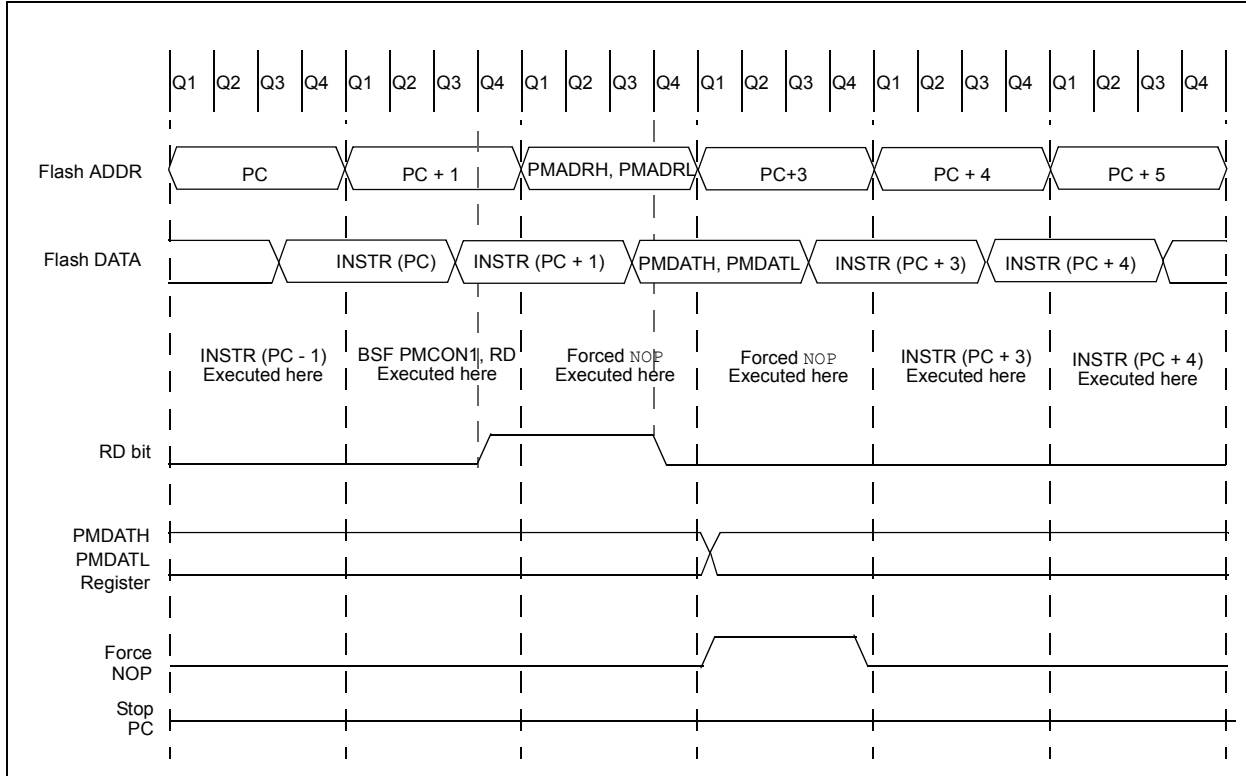 Q1 Q2 Q3 Q4 Q1 Q2 Q3 Q4 Q1 Q2 Q3 Q4 Q1 Q2 Q3 Q4 Q1 Q2 Q3 Q4 Q1 Q2 Q3 Q4
Flash ADDR PC PC + 1 PMADRH, PMADRL PC+3 PC + 4 PC + 5
Flash DATA INSTR (PC) INSTR (PC + 1) PMDATH, PMDATL INSTR (PC + 3) INSTR (PC + 4)
INSTR (PC - 1) BSF PMCON1, RD Forced NOP Forced NOP INSTR (PC + 3) INSTR (PC + 4)
Executed here Executed here Executed here Executed here Executed here Executed here
RD bit
PMDATH
PMDATL
Register
Force
NOP
Stop
PC